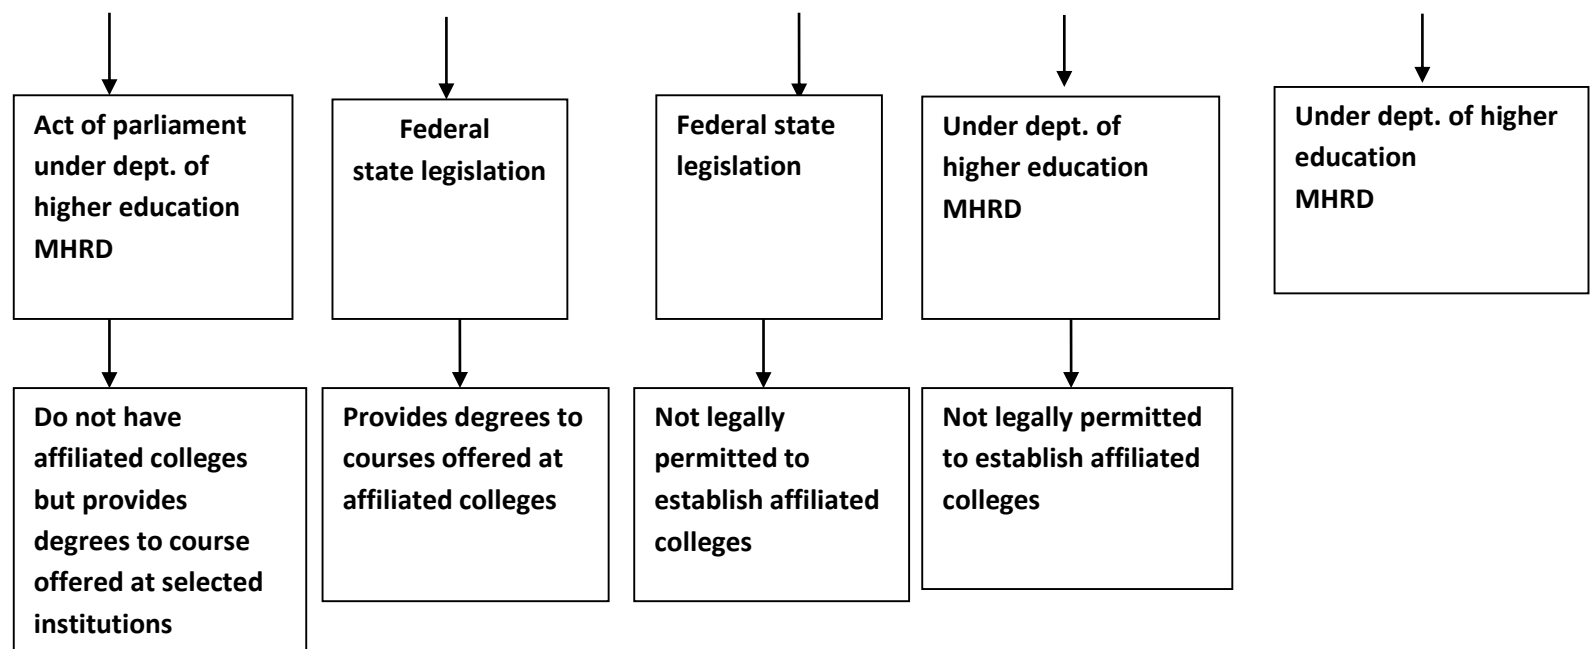 Act of parliament
under dept. of
higher education
MHRD
Federal
state legislation
Federal state
legislation
Under dept. of
higher education
MHRD
Under dept. of higher
education
MHRD
Do not have
affiliated colleges
but provides
degrees to course
offered at selected
institutions
Provides degrees to
courses offered at
affiliated colleges
Not legally
permitted to
establish affiliated
colleges
Not legally permitted
to establish affiliated
colleges